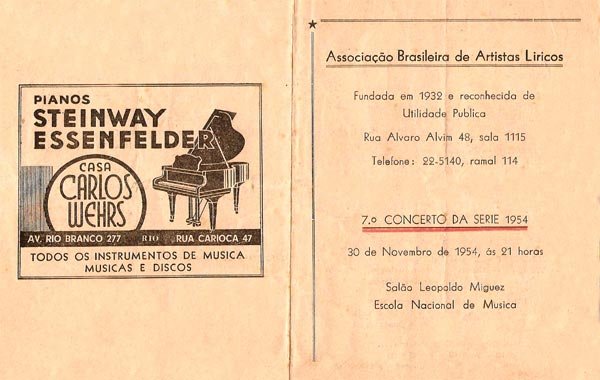 PIANOS
STEINWAY
ESSENFELDER
CASA
CARLOS
WEHRS
AV. RIO BRANCO 277 RIO RUA CARIOCA 47
TODOS OS INSTRUMENTOS DE MUSICA
MUSICAS E DISCOS
Associação Brasileira de Artistas Liricos
Fundada em 1932 e reconhecida de
Utilidade Publica
Rua Alvaro Alvim 48, sala 1115
Telefone: 22-5140, ramal 114
7.º CONCERTO DA SERIE 1954
30 de Novembro de 1954, ás 21 horas
Salão Leopoldo Miguez
Escola Nacional de Musica